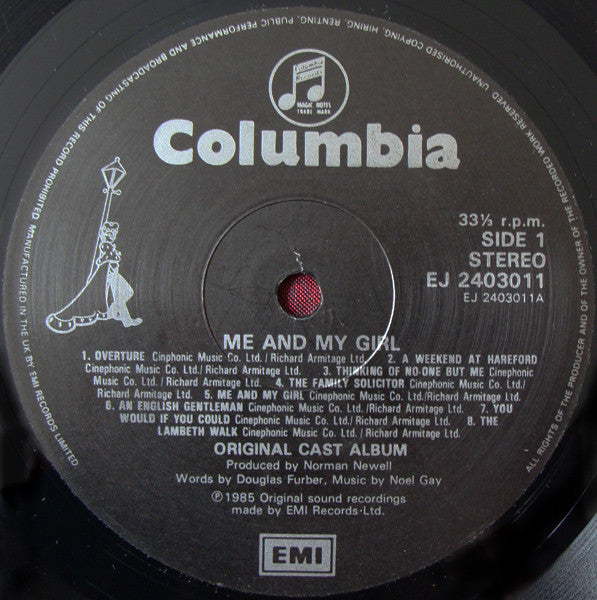 UNAUTHORISED COPYING, HIRING, RENTING, PUBLIC PERFORMANCE AND BROADCASTING OF THIS RECORD PROHIBITED. MANUFACTURED IN THE UK BY EMI RECORDS LIMITED.
ALL RIGHTS OF THE PRODUCER AND OF THE OWNER OF THE RECORDED WORK RESERVED.
Columbia
Records
MAGIC NOTES
TRADE MARK
Columbia
33⅓ r.p.m.
SIDE 1
STEREO
EJ 2403011
EJ 2403011A
ME AND MY GIRL
1. OVERTURE Cinephonic Music Co. Ltd./Richard Armitage Ltd. 2. A WEEKEND AT HAREFORD
Cinephonic Music Co. Ltd./Richard Armitage Ltd. 3. THINKING OF NO-ONE BUT ME Cinephonic
Music Co. Ltd./Richard Armitage Ltd. 4. THE FAMILY SOLICITOR Cinephonic Music Co. Ltd./
Richard Armitage Ltd. 5. ME AND MY GIRL Cinephonic Music Co. Ltd./Richard Armitage Ltd.
6. AN ENGLISH GENTLEMAN Cinephonic Music Co. Ltd./Richard Armitage Ltd. 7. YOU
WOULD IF YOU COULD Cinephonic Music Co. Ltd./Richard Armitage Ltd. 8. THE
LAMBETH WALK Cinephonic Music Co. Ltd./Richard Armitage Ltd.
ORIGINAL CAST ALBUM
Produced by Norman Newell
Words by Douglas Furber, Music by Noel Gay
℗ 1985 Original sound recordings
made by EMI Records Ltd.
EMI